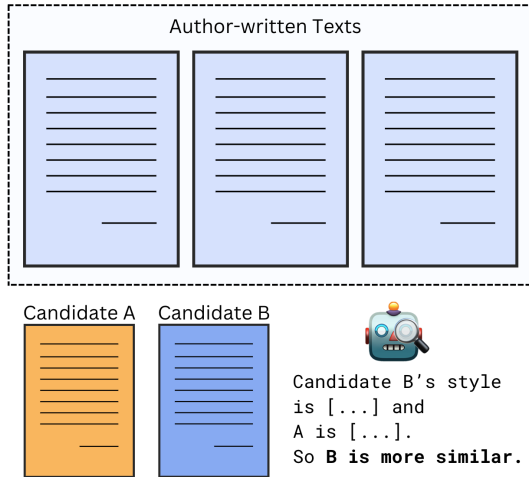 Author-written Texts
Candidate A
Candidate B
Candidate B's style
is [...] and
A is [...].
So B is more similar.